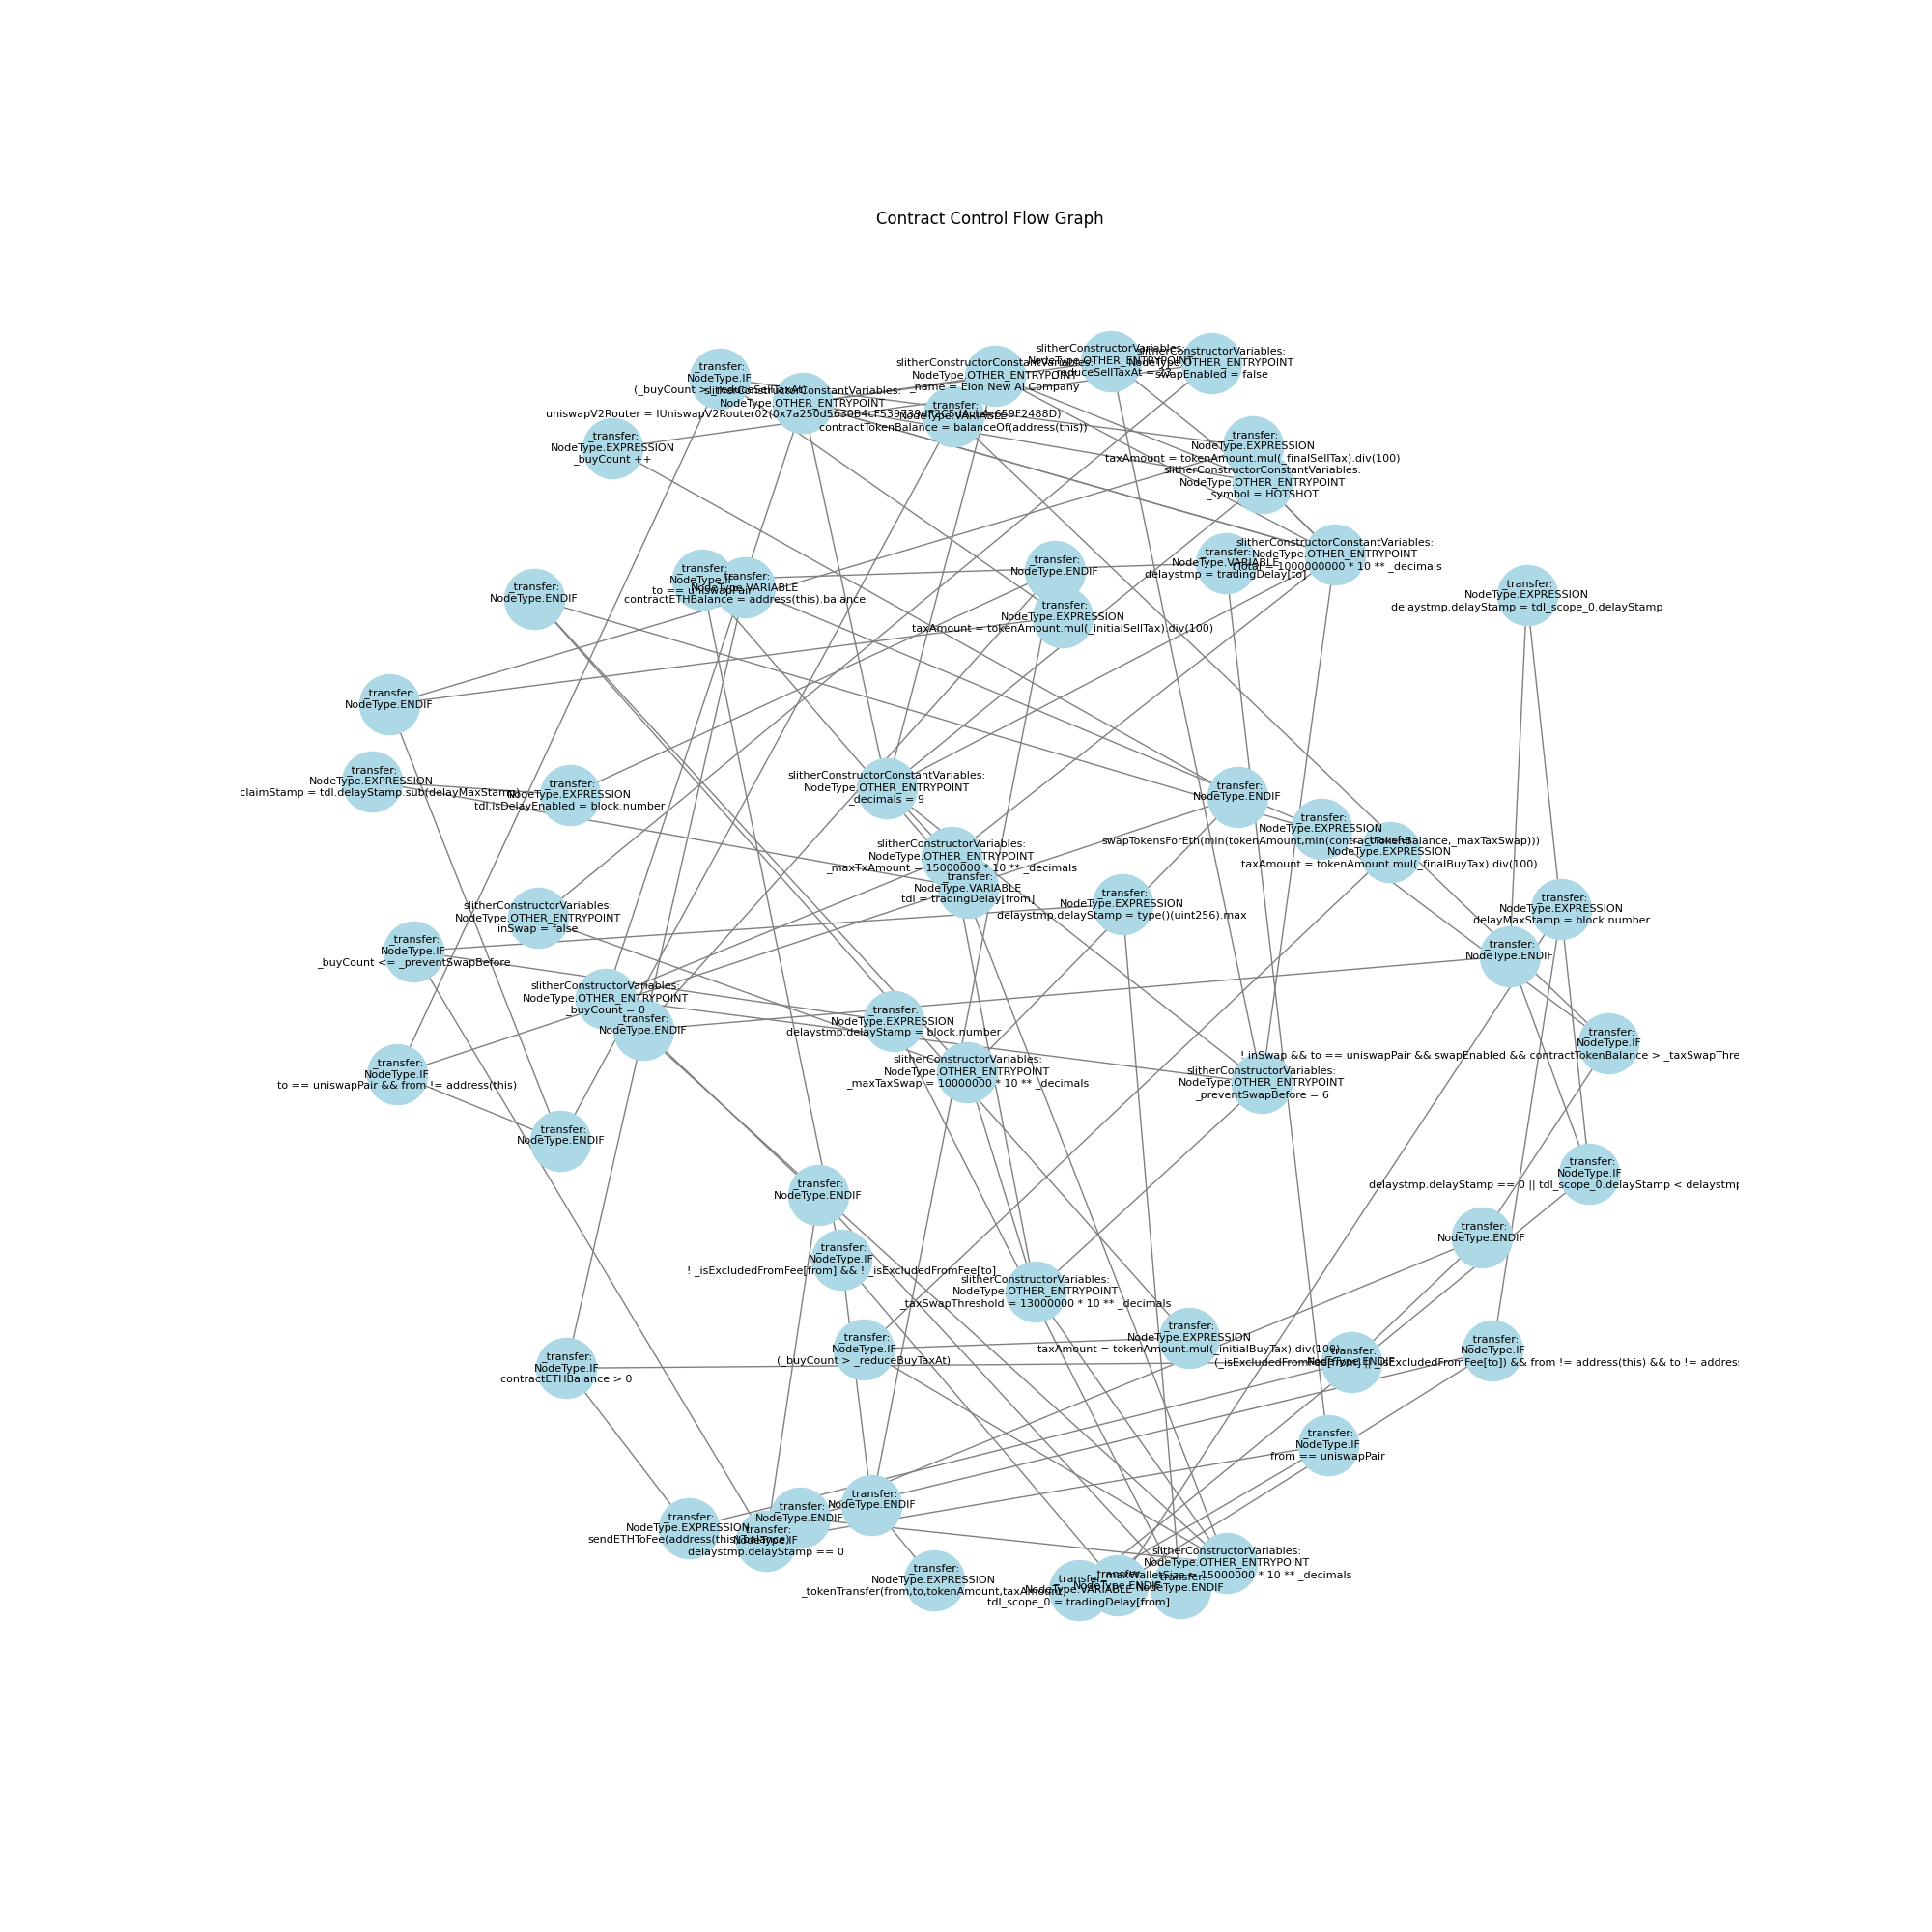 Contract Control Flow Graph
slitherConstructorVariables:
NodeType.OTHER_ENTRYPOINT
_reduceSellTaxAt = 23
slitherConstructorVariables:
NodeType.OTHER_ENTRYPOINT
swapEnabled = false
slitherConstructorConstantVariables:
NodeType.OTHER_ENTRYPOINT
_name = Elon New AI Company
_transfer:
NodeType.IF
(_buyCount > _reduceSellTaxAt)
slitherConstructorConstantVariables:
NodeType.OTHER_ENTRYPOINT
_transfer:
NodeType.VARIABLE
contractTokenBalance = balanceOf(address(this))
_transfer:
NodeType.EXPRESSION
_buyCount ++
_transfer:
NodeType.EXPRESSION
taxAmount = tokenAmount.mul(_finalSellTax).div(100)
slitherConstructorConstantVariables:
NodeType.OTHER_ENTRYPOINT
_symbol = HOTSHOT
slitherConstructorConstantVariables:
NodeType.OTHER_ENTRYPOINT
_tTotal = 1000000000 * 10 ** _decimals
_transfer:
NodeType.VARIABLE
delaystmp = tradingDelay[to]
_transfer:
NodeType.ENDIF
_transfer:
NodeType.IF
to == uniswapPair
_transfer:
NodeType.VARIABLE
contractETHBalance = address(this).balance
_transfer:
NodeType.ENDIF
_transfer:
NodeType.EXPRESSION
delaystmp.delayStamp = tdl_scope_0.delayStamp
_transfer:
NodeType.EXPRESSION
taxAmount = tokenAmount.mul(_initialSellTax).div(100)
_transfer:
NodeType.ENDIF
_transfer:
NodeType.EXPRESSION
claimStamp = tdl.delayStamp.sub(delayMaxStamp)
_transfer:
NodeType.EXPRESSION
tdl.isDelayEnabled = block.number
slitherConstructorConstantVariables:
NodeType.OTHER_ENTRYPOINT
_decimals = 9
_transfer:
NodeType.ENDIF
_transfer:
NodeType.EXPRESSION
swapTokensForEth(min(tokenAmount,min(contractTokenBalance,_maxTaxSwap)))
_transfer:
NodeType.EXPRESSION
taxAmount = tokenAmount.mul(_finalBuyTax).div(100)
slitherConstructorVariables:
NodeType.OTHER_ENTRYPOINT
_maxTxAmount = 15000000 * 10 ** _decimals
_transfer:
NodeType.VARIABLE
tdl = tradingDelay[from]
_transfer:
NodeType.EXPRESSION
delaystmp.delayStamp = type()(uint256).max
_transfer:
NodeType.EXPRESSION
delayMaxStamp = block.number
slitherConstructorVariables:
NodeType.OTHER_ENTRYPOINT
inSwap = false
_transfer:
NodeType.IF
_buyCount <= _preventSwapBefore
_transfer:
NodeType.ENDIF
slitherConstructorVariables:
NodeType.OTHER_ENTRYPOINT
_buyCount = 0
_transfer:
NodeType.ENDIF
_transfer:
NodeType.EXPRESSION
delaystmp.delayStamp = block.number
_transfer:
NodeType.IF
! inSwap && to == uniswapPair && swapEnabled && contractTokenBalance > _taxSwapThre
slitherConstructorVariables:
NodeType.OTHER_ENTRYPOINT
_maxTaxSwap = 10000000 * 10 ** _decimals
slitherConstructorVariables:
NodeType.OTHER_ENTRYPOINT
_preventSwapBefore = 6
_transfer:
NodeType.IF
to == uniswapPair && from != address(this)
_transfer:
NodeType.ENDIF
_transfer:
NodeType.IF
delaystmp.delayStamp == 0 || tdl_scope_0.delayStamp < delaystmp
_transfer:
NodeType.ENDIF
_transfer:
NodeType.ENDIF
_transfer:
NodeType.IF
! _isExcludedFromFee[from] && ! _isExcludedFromFee[to]
slitherConstructorVariables:
NodeType.OTHER_ENTRYPOINT
_taxSwapThreshold = 13000000 * 10 ** _decimals
_transfer:
NodeType.EXPRESSION
taxAmount = tokenAmount.mul(_initialBuyTax).div(100)
_transfer:
NodeType.IF
(_buyCount > _reduceBuyTaxAt)
_transfer:
NodeType.IF
(_isExcludedFromFee[from] || _isExcludedFromFee[to]) && from != address(this) && to != addres
_transfer:
NodeType.ENDIF
_transfer:
NodeType.IF
contractETHBalance > 0
_transfer:
NodeType.IF
from == uniswapPair
_transfer:
NodeType.ENDIF
_transfer:
NodeType.ENDIF
_transfer:
NodeType.EXPRESSION
sendETHToFee(address(this).balance)
_transfer:
NodeType.IF
delaystmp.delayStamp == 0
slitherConstructorVariables:
NodeType.OTHER_ENTRYPOINT
_maxWalletSize = 15000000 * 10 ** _decimals
_transfer:
NodeType.EXPRESSION
_tokenTransfer(from,to,tokenAmount,taxAmount)
_transfer:
NodeType.VARIABLE
tdl_scope_0 = tradingDelay[from]
_transfer:
NodeType.ENDIF
_transfer:
NodeType.ENDIF